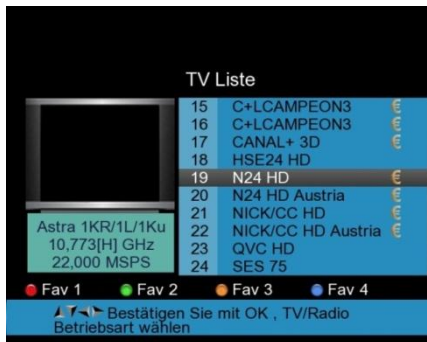 TV Liste
15 C+LCAMPEON3 €
16 C+LCAMPEON3 €
17 CANAL+ 3D €
18 HSE24 HD
19 N24 HD €
20 N24 HD Austria €
21 NICK/CC HD €
22 NICK/CC HD Austria €
23 QVC HD
24 SES 75
Astra 1KR/1L/1Ku
10,773[H] GHz
22,000 MSPS
Fav 1 Fav 2 Fav 3 Fav 4
Bestätigen Sie mit OK , TV/Radio
Betriebsart wählen